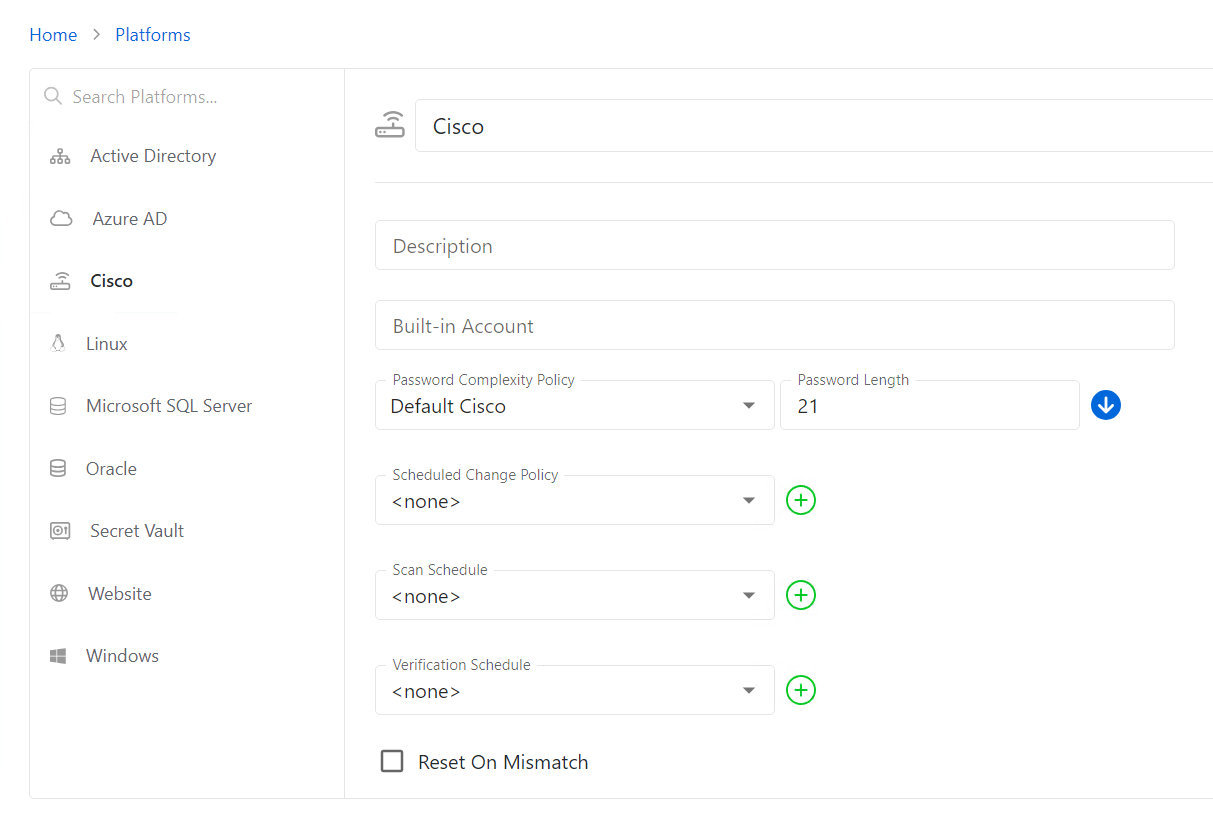 Home > Platforms
Search Platforms...
Active Directory
Azure AD
Cisco
Linux
Microsoft SQL Server
Oracle
Secret Vault
Website
Windows
Cisco
Description
Built-in Account
Password Complexity Policy
Default Cisco
Password Length
21
Scheduled Change Policy
<none>
Scan Schedule
<none>
Verification Schedule
<none>
Reset On Mismatch